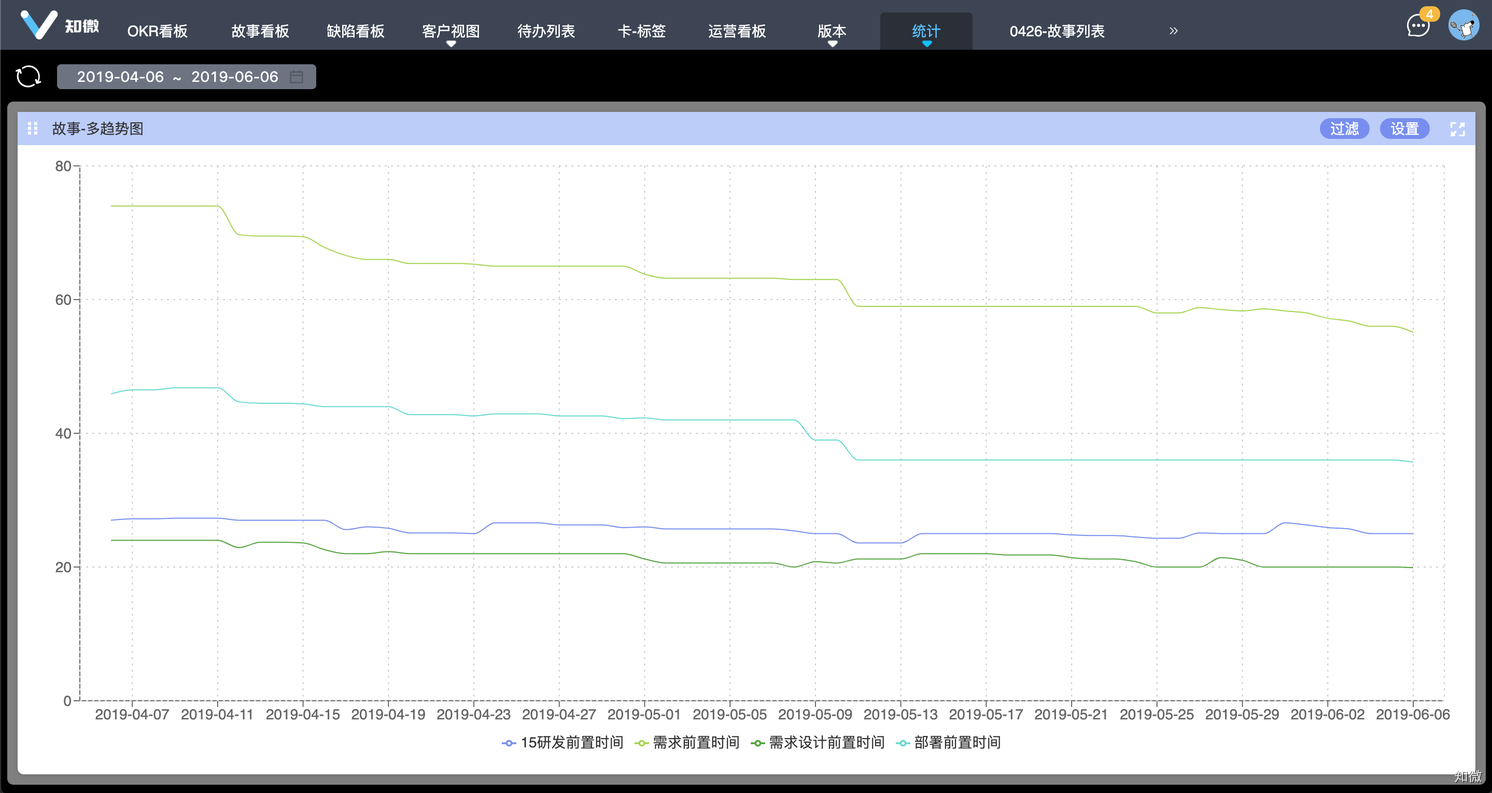 知微 OKR看板 故事看板 缺陷看板 客户视图 待办列表 卡-标签 运营看板 版本 统计 0426-故事列表 » 4
2019-04-06 ~ 2019-06-06
故事-多趋势图 过滤 设置
80
60
40
20
0
2019-04-07 2019-04-11 2019-04-15 2019-04-19 2019-04-23 2019-04-27 2019-05-01 2019-05-05 2019-05-09 2019-05-13 2019-05-17 2019-05-21 2019-05-25 2019-05-29 2019-06-02 2019-06-06
15研发前置时间 需求前置时间 需求设计前置时间 部署前置时间
知微